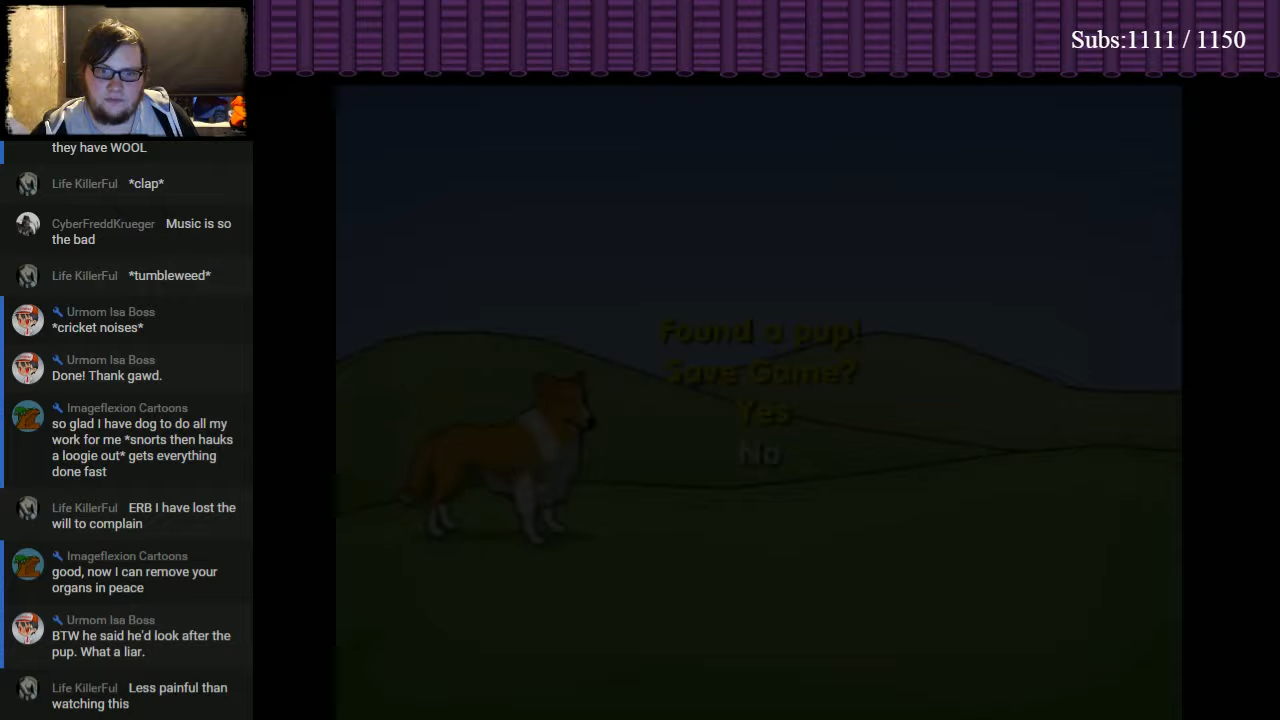 Subs:1111 / 1150
they have WOOL
Life KillerFul *clap*
CyberFreddKrueger Music is so
the bad
Life KillerFul *tumbleweed*
Urmom Isa Boss
*cricket noises*
Urmom Isa Boss
Done! Thank gawd.
Imageflexion Cartoons
so glad I have dog to do all my
work for me *snorts then hauks
a loogie out* gets everything
done fast
Life KillerFul ERB I have lost the
will to complain
Imageflexion Cartoons
good, now I can remove your
organs in peace
Urmom Isa Boss
BTW he said he'd look after the
pup. What a liar.
Life KillerFul Less painful than
watching this
Found a pup!
Save Game?
Yes
No